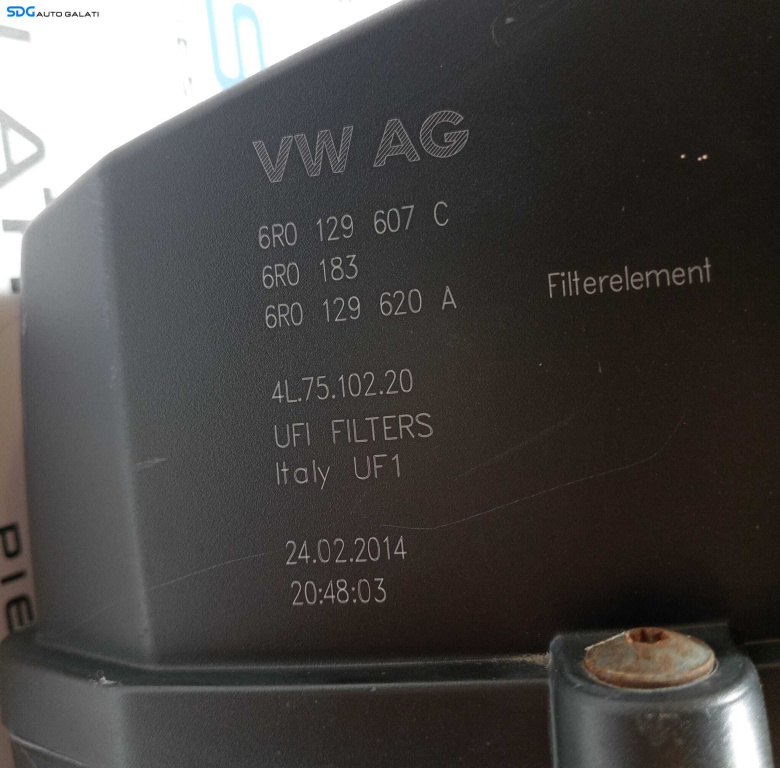 SDG AUTO GALATI
VW AG
6R0 129 607 C
6R0 183
6R0 129 620 A
Filterelement
4L.75.102.20
UFI FILTERS
Italy UF1
24.02.2014
20:48:03
PIE